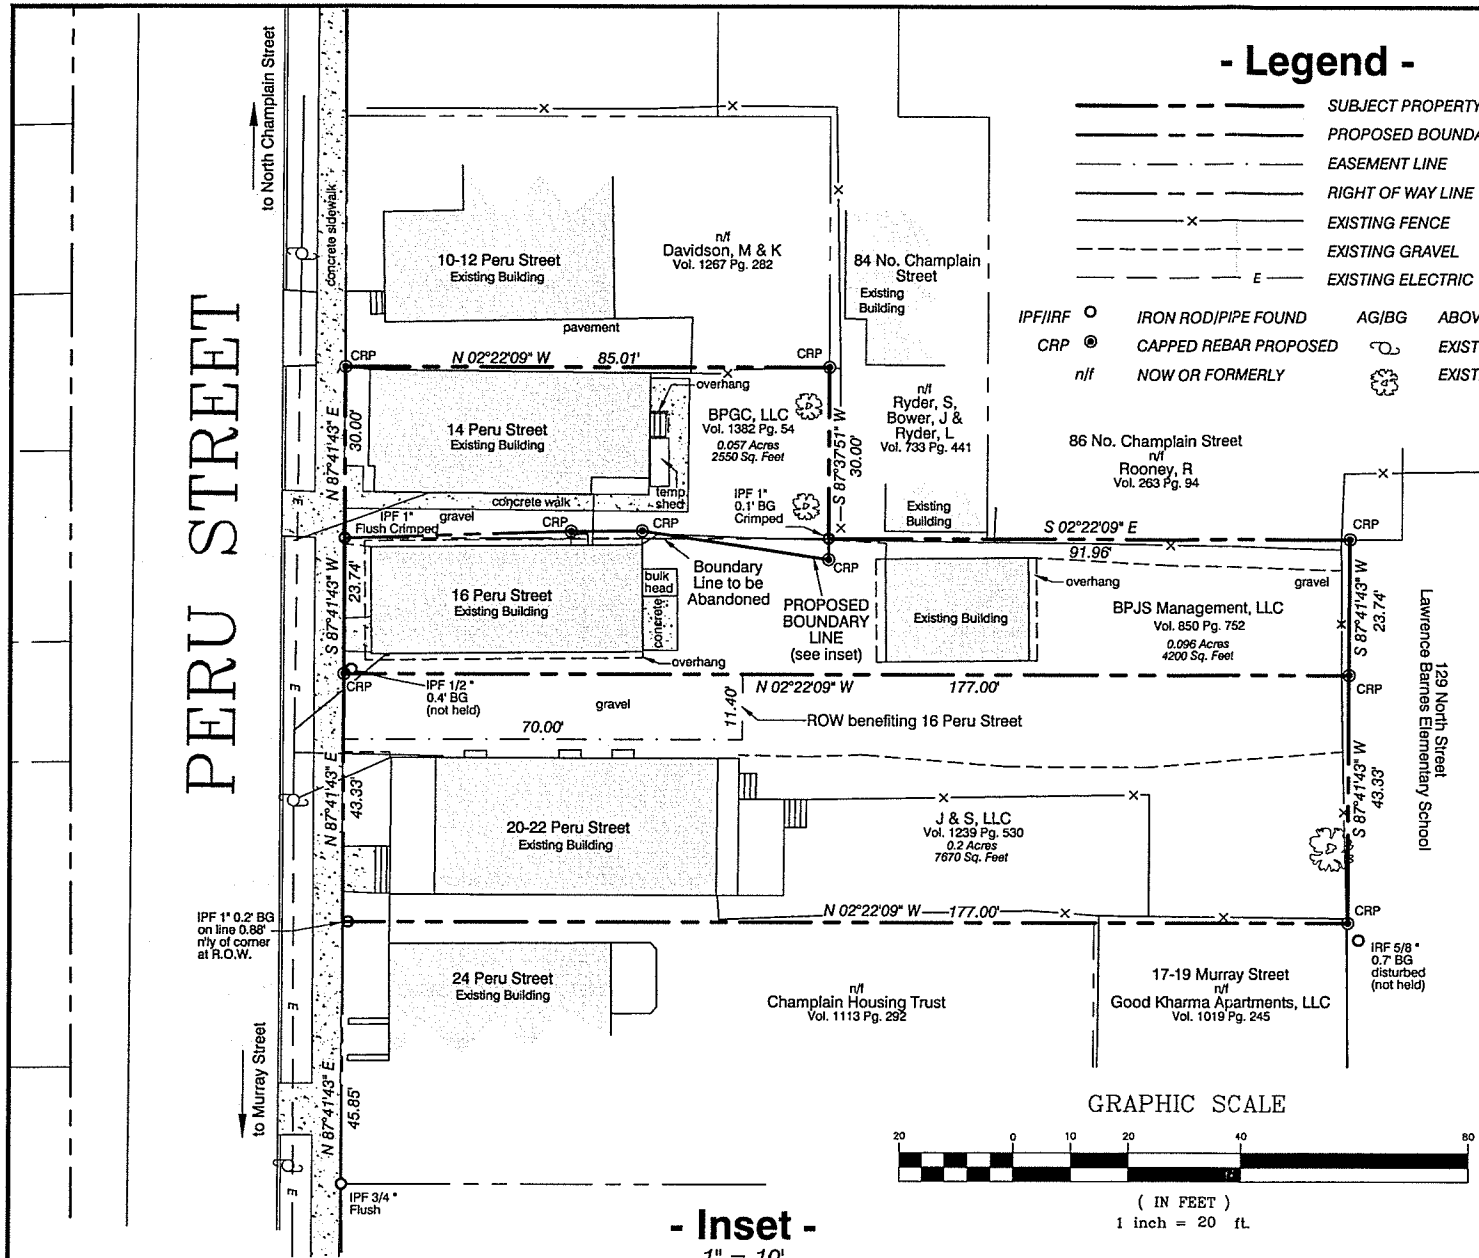 - Legend -
SUBJECT PROPERTY
PROPOSED BOUNDA
EASEMENT LINE
RIGHT OF WAY LINE
EXISTING FENCE
EXISTING GRAVEL
E
EXISTING ELECTRIC
IPF/IRF
IRON ROD/PIPE FOUND
AG/BG
ABOV
CRP
CAPPED REBAR PROPOSED
EXIST
n/f
NOW OR FORMERLY
EXIST
to North Champlain Street
concrete sidewalk
PERU STREET
10-12 Peru Street
Existing Building
n/f
Davidson, M & K
Vol. 1267 Pg. 282
84 No. Champlain
Street
Existing
Building
pavement
CRP
N 02°22'09" W
85.01'
CRP
overhang
N 87°41'43" E
30.00'
14 Peru Street
Existing Building
BPGC, LLC
Vol. 1382 Pg. 54
0.057 Acres
2550 Sq. Feet
S 87°37'51" W
30.00'
n/f
Ryder, S,
Bower, J &
Ryder, L
Vol. 733 Pg. 441
86 No. Champlain Street
n/f
Rooney, R
Vol. 263 Pg. 94
temp
shed
concrete walk
gravel
IPF 1"
Flush Crimped
CRP
CRP
IPF 1"
0.1' BG
Crimped
Existing
Building
S 02°22'09" E
91.96'
CRP
CRP
Boundary
Line to be
Abandoned
PROPOSED
BOUNDARY
LINE
(see inset)
S 87°41'43" W
23.74'
16 Peru Street
Existing Building
bulk
head
concrete
overhang
Existing Building
overhang
gravel
BPJS Management, LLC
Vol. 850 Pg. 752
0.096 Acres
4200 Sq. Feet
S 87°41'43" W
23.74'
Lawrence Barnes Elementary School
129 North Street
CRP
IPF 1/2 "
0.4' BG
(not held)
N 02°22'09" W
177.00'
CRP
gravel
70.00'
11.40'
ROW benefiting 16 Peru Street
N 87°41'43" E
43.33'
20-22 Peru Street
Existing Building
J & S, LLC
Vol. 1239 Pg. 530
0.2 Acres
7670 Sq. Feet
S 87°41'43" W
43.33'
N 02°22'09" W
177.00'
CRP
IPF 1" 0.2' BG
on line 0.88'
n'ly of corner
at R.O.W.
IRF 5/8 "
0.7' BG
disturbed
(not held)
24 Peru Street
Existing Building
n/f
Champlain Housing Trust
Vol. 1113 Pg. 292
17-19 Murray Street
n/f
Good Kharma Apartments, LLC
Vol. 1019 Pg. 245
to Murray Street
N 87°41'43" E
45.85'
E
E
E
E
IPF 3/4 "
Flush
GRAPHIC SCALE
20 0 10 20 40 80
( IN FEET )
1 inch = 20 ft.
- Inset -
1" = 10'